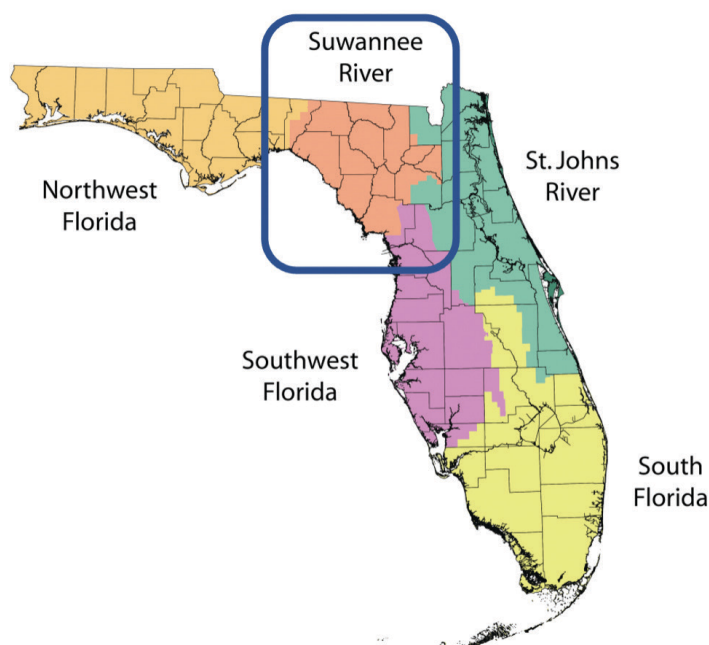 Suwannee
River
St. Johns
River
Northwest
Florida
Southwest
Florida
South
Florida